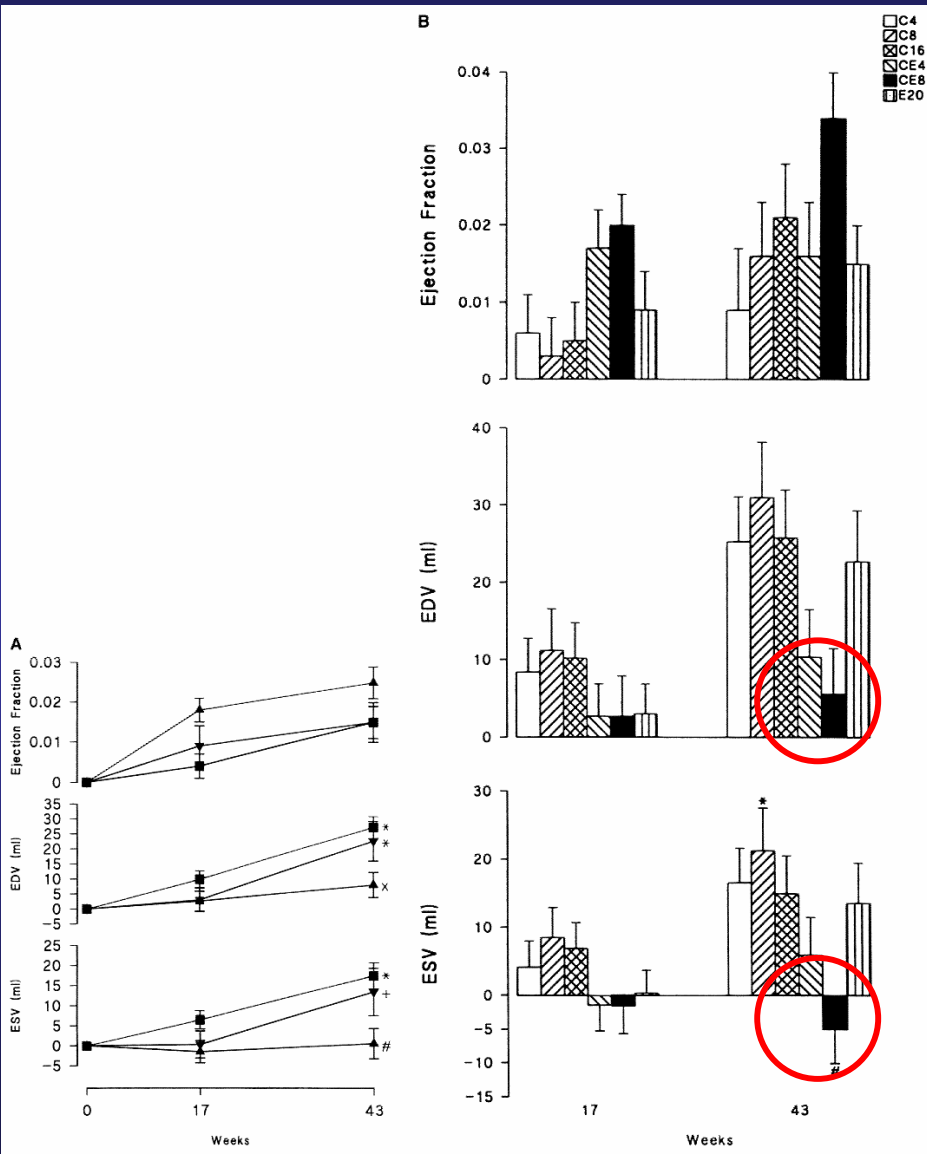 B
C4
C8
C16
CE4
CE8
E20
0.04
0.03
0.02
0.01
0
Ejection Fraction
40
30
20
10
0
EDV (ml)
30
20
10
0
-5
-10
-15
ESV (ml)
*
#
17
43
Weeks
A
0.03
0.02
0.01
0
Ejection Fraction
35
30
25
20
15
10
5
0
-5
EDV (ml)
*
*
x
25
20
15
10
5
0
-5
ESV (ml)
*
+
#
0
17
43
Weeks